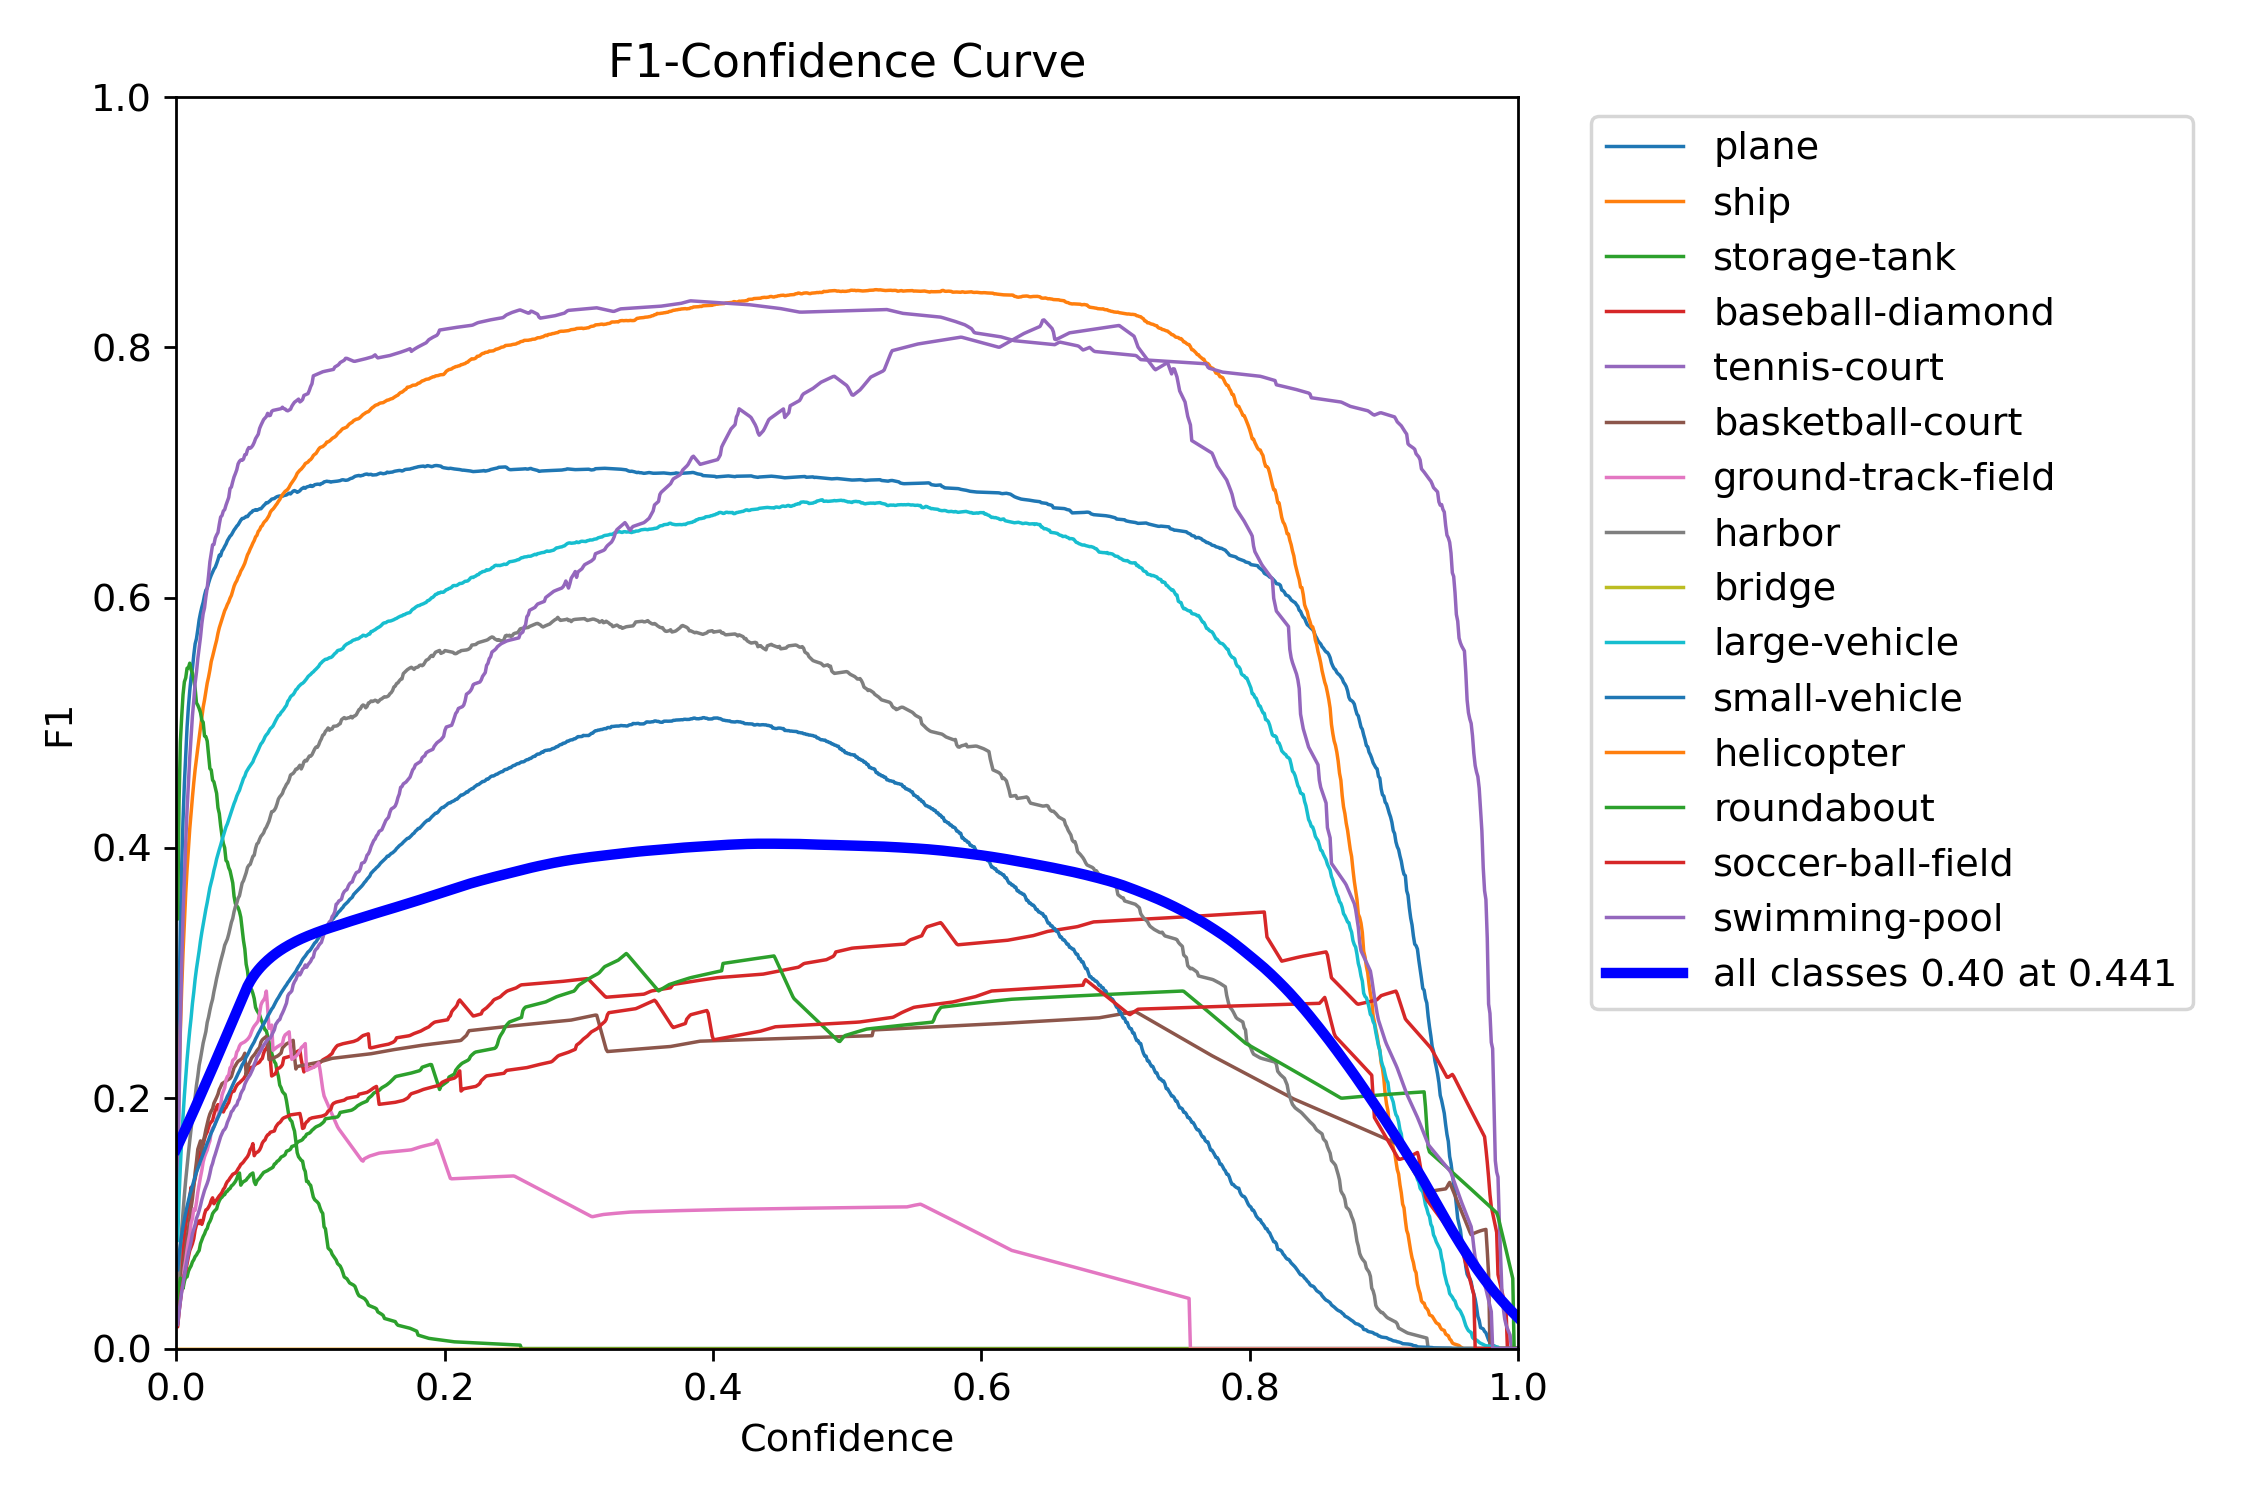 F1-Confidence Curve
1.0
0.8
0.6
0.4
0.2
0.0
F1
0.0 0.2 0.4 0.6 0.8 1.0
Confidence
plane
ship
storage-tank
baseball-diamond
tennis-court
basketball-court
ground-track-field
harbor
bridge
large-vehicle
small-vehicle
helicopter
roundabout
soccer-ball-field
swimming-pool
all classes 0.40 at 0.441